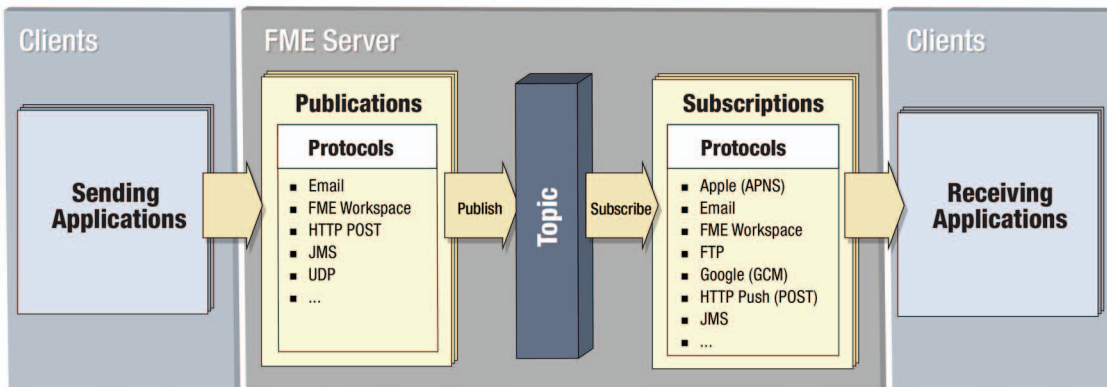 Clients
Sending
Applications
FME Server
Publications
Protocols
■ Email
■ FME Workspace
■ HTTP POST
■ JMS
■ UDP
■ ...
Publish
Topic
Subscribe
Subscriptions
Protocols
■ Apple (APNS)
■ Email
■ FME Workspace
■ FTP
■ Google (GCM)
■ HTTP Push (POST)
■ JMS
■ ...
Clients
Receiving
Applications